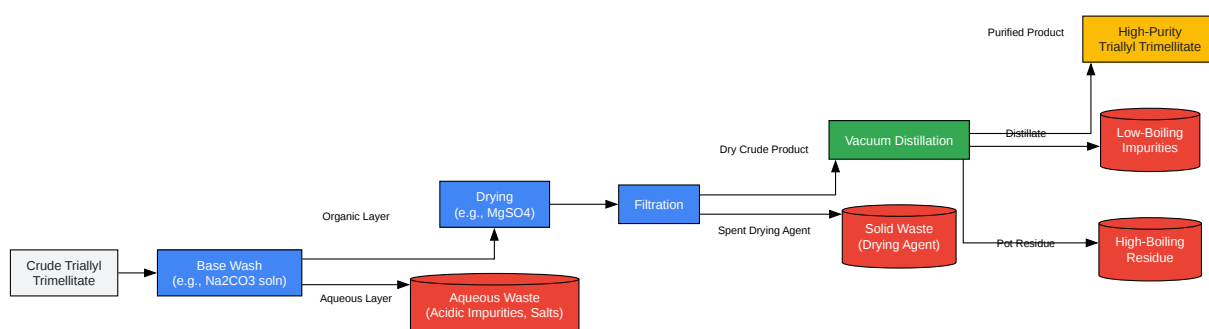 Purified Product
High-Purity
Triallyl Trimellitate
Vacuum Distillation
Distillate
Low-Boiling
Impurities
Dry Crude Product
Drying
(e.g., MgSO4)
Filtration
Organic Layer
Spent Drying Agent
Solid Waste
(Drying Agent)
Pot Residue
High-Boiling
Residue
Crude Triallyl
Trimellitate
Base Wash
(e.g., Na2CO3 soln)
Aqueous Layer
Aqueous Waste
(Acidic Impurities, Salts)